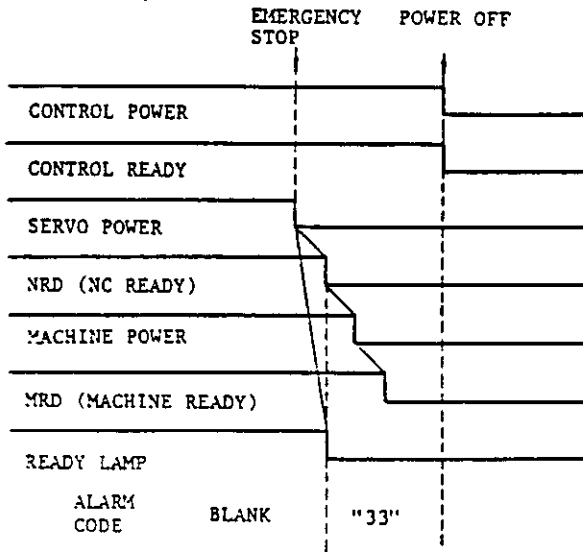 EMERGENCY STOP
POWER OFF
CONTROL POWER
CONTROL READY
SERVO POWER
NRD (NC READY)
MACHINE POWER
MRD (MACHINE READY)
READY LAMP
ALARM CODE
BLANK
"33"